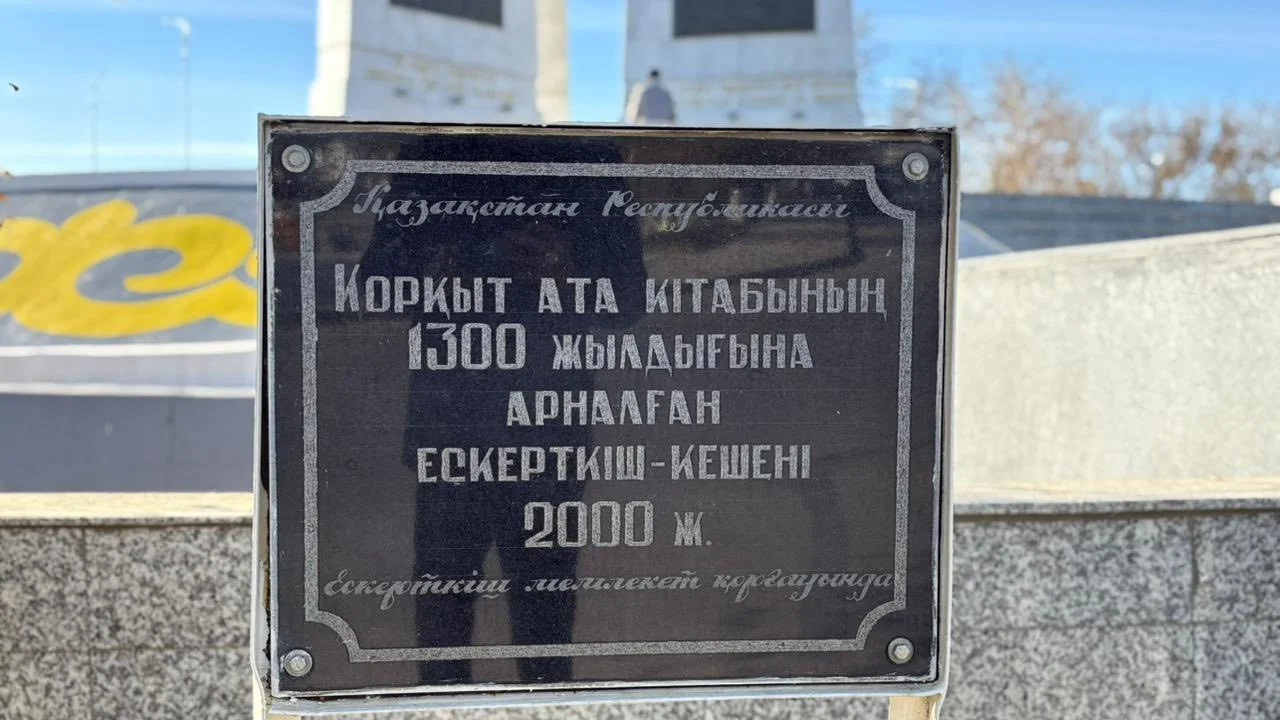 Қазақстан Республикасы
Қорқыт ата кітабының
1300 жылдығына
арналған
ескерткіш-кешені
2000 ж.
Ескерткіш мемлекет қорғауында